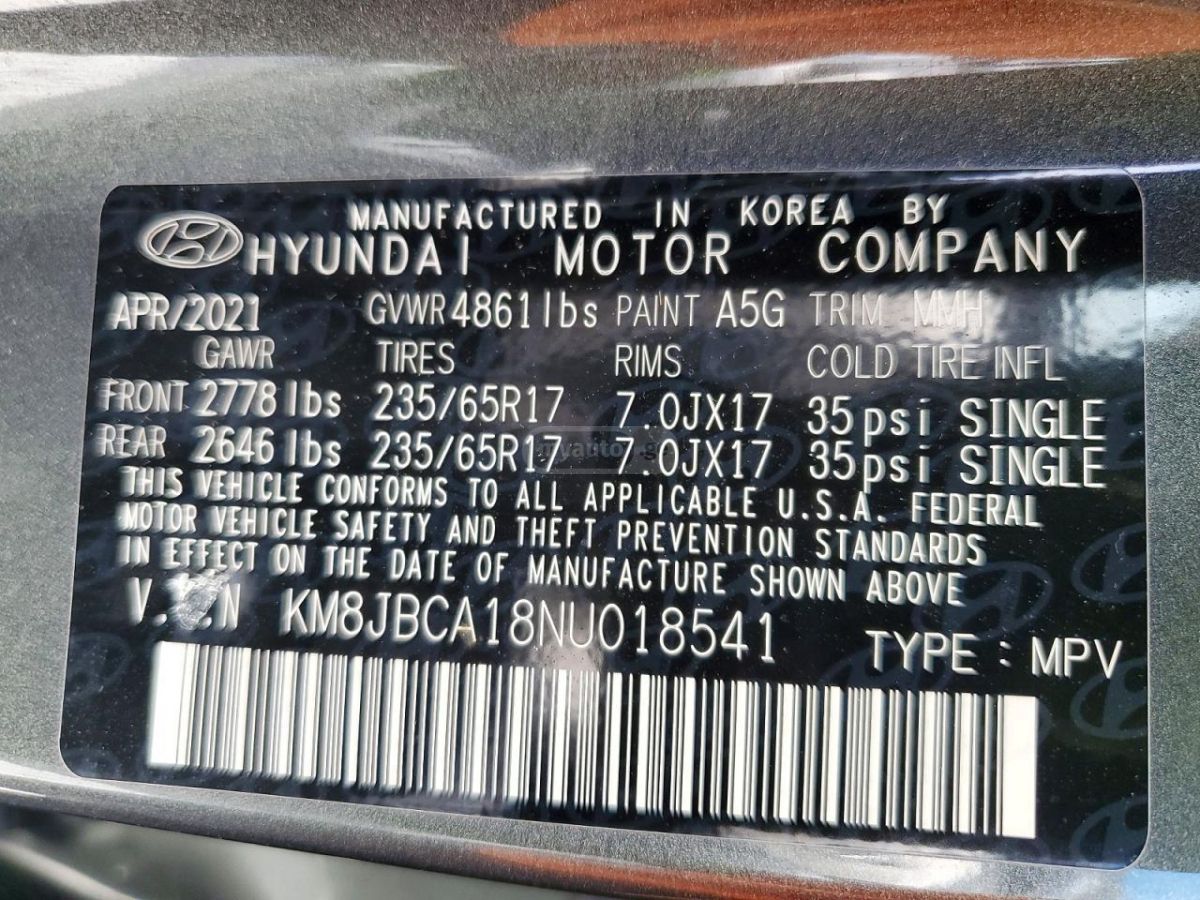 MANUFACTURED IN KOREA BY
HYUNDAI MOTOR COMPANY
APR/2021 GVWR 4861 lbs PAINT A5G TRIM MMH
GAWR TIRES RIMS COLD TIRE INFL
FRONT 2778 lbs 235/65R17 7.0JX17 35psi SINGLE
REAR 2646 lbs 235/65R17 7.0JX17 35psi SINGLE
myauto.ge
THIS VEHICLE CONFORMS TO ALL APPLICABLE U.S.A. FEDERAL
MOTOR VEHICLE SAFETY AND THEFT PREVENTION STANDARDS
IN EFFECT ON THE DATE OF MANUFACTURE SHOWN ABOVE
V.I.N KM8JBCA18NU018541 TYPE : MPV